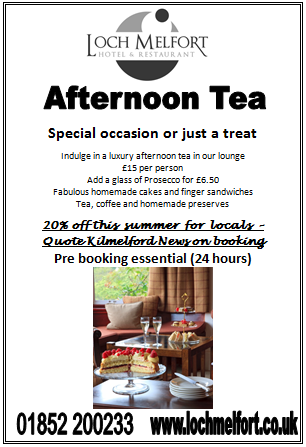 LOCH MELFORT
HOTEL & RESTAURANT
Afternoon Tea
Special occasion or just a treat
Indulge in a luxury afternoon tea in our lounge
£15 per person
Add a glass of Prosecco for £6.50
Fabulous homemade cakes and finger sandwiches
Tea, coffee and homemade preserves
20% off this summer for locals –
Quote Kilmelford News on booking
Pre booking essential (24 hours)
01852 200233 www.lochmelfort.co.uk